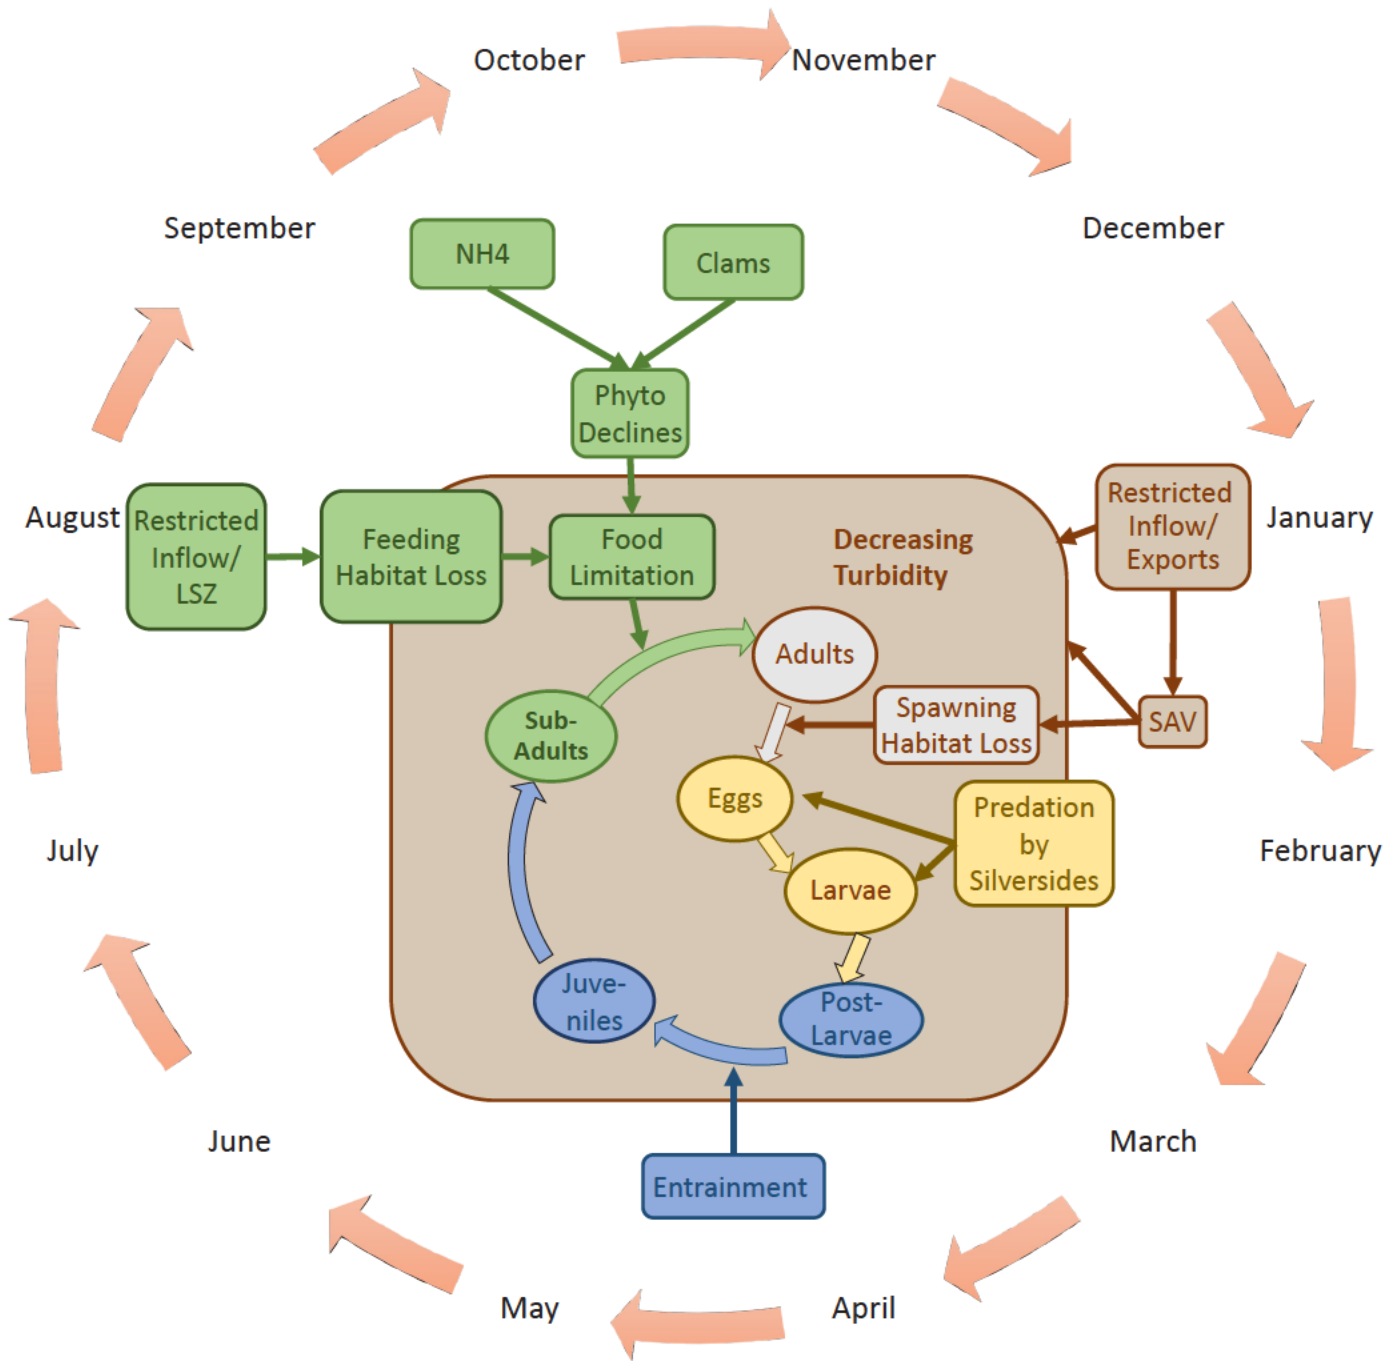 October
November
September
December
NH4
Clams
Phyto
Declines
August
Restricted
Inflow/
LSZ
Feeding
Habitat Loss
Food
Limitation
Decreasing
Turbidity
Restricted
Inflow/
Exports
January
Adults
Sub-
Adults
Spawning
Habitat Loss
SAV
Eggs
Predation
by
Silversides
July
February
Larvae
Juve-
niles
Post-
Larvae
June
March
Entrainment
May
April